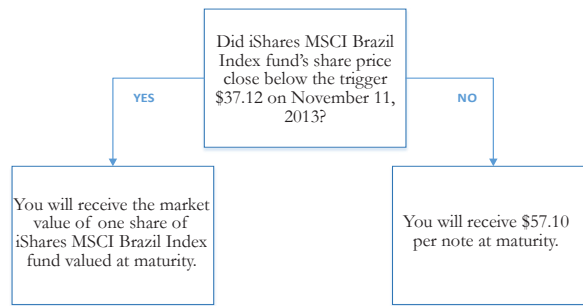 Did iShares MSCI Brazil
Index fund's share price
close below the trigger
$37.12 on November 11,
2013?
YES
NO
You will receive the market
value of one share of
iShares MSCI Brazil Index
fund valued at maturity.
You will receive $57.10
per note at maturity.